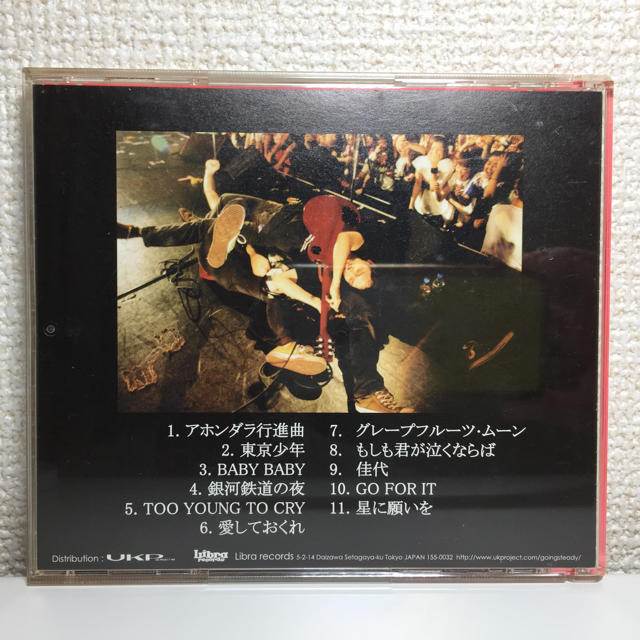 1. アホンダラ行進曲
2. 東京少年
3. BABY BABY
4. 銀河鉄道の夜
5. TOO YOUNG TO CRY
6. 愛しておくれ
7. グレープフルーツ・ムーン
8. もしも君が泣くならば
9. 佳代
10. GO FOR IT
11. 星に願いを
Distribution : UKP Libra records Libra records 5-2-14 Daizawa Setagaya-ku Tokyo JAPAN 155-0032 http://www.ukproject.com/goingsteady/